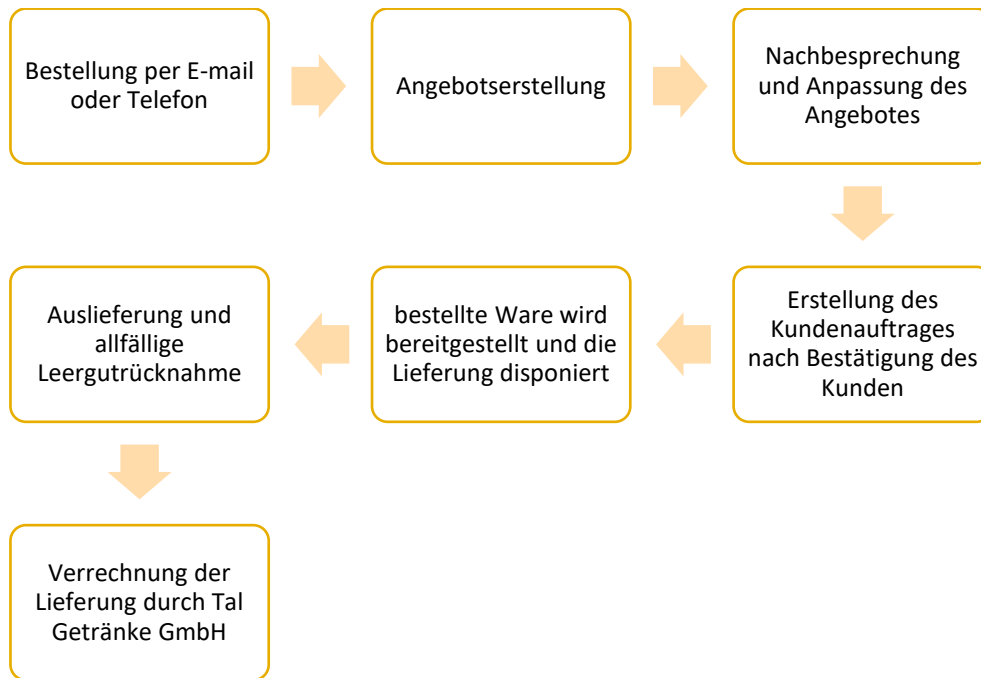 Bestellung per E-mail
oder Telefon
Angebotserstellung
Nachbesprechung
und Anpassung des
Angebotes
Erstellung des
Kundenauftrages
nach Bestätigung des
Kunden
bestellte Ware wird
bereitgestellt und die
Lieferung disponiert
Auslieferung und
allfällige
Leergutrücknahme
Verrechnung der
Lieferung durch Tal
Getränke GmbH